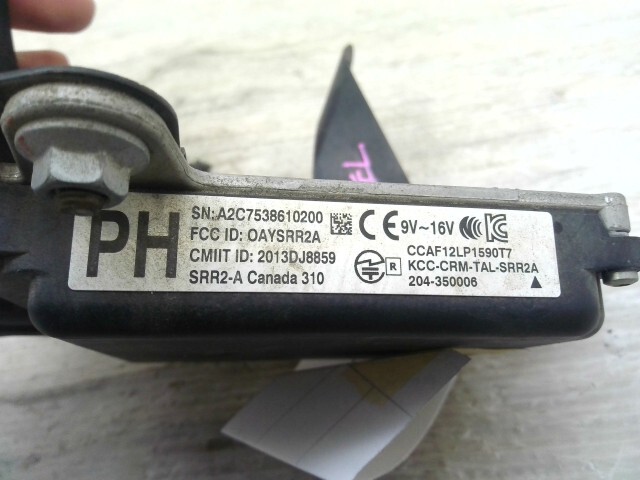 PH
SN:A2C7538610200
FCC ID: OAYSRR2A
CMIIT ID: 2013DJ8859
SRR2-A Canada 310
CE 9V~16V
CCAF12LP1590T7
R KCC-CRM-TAL-SRR2A
204-350006